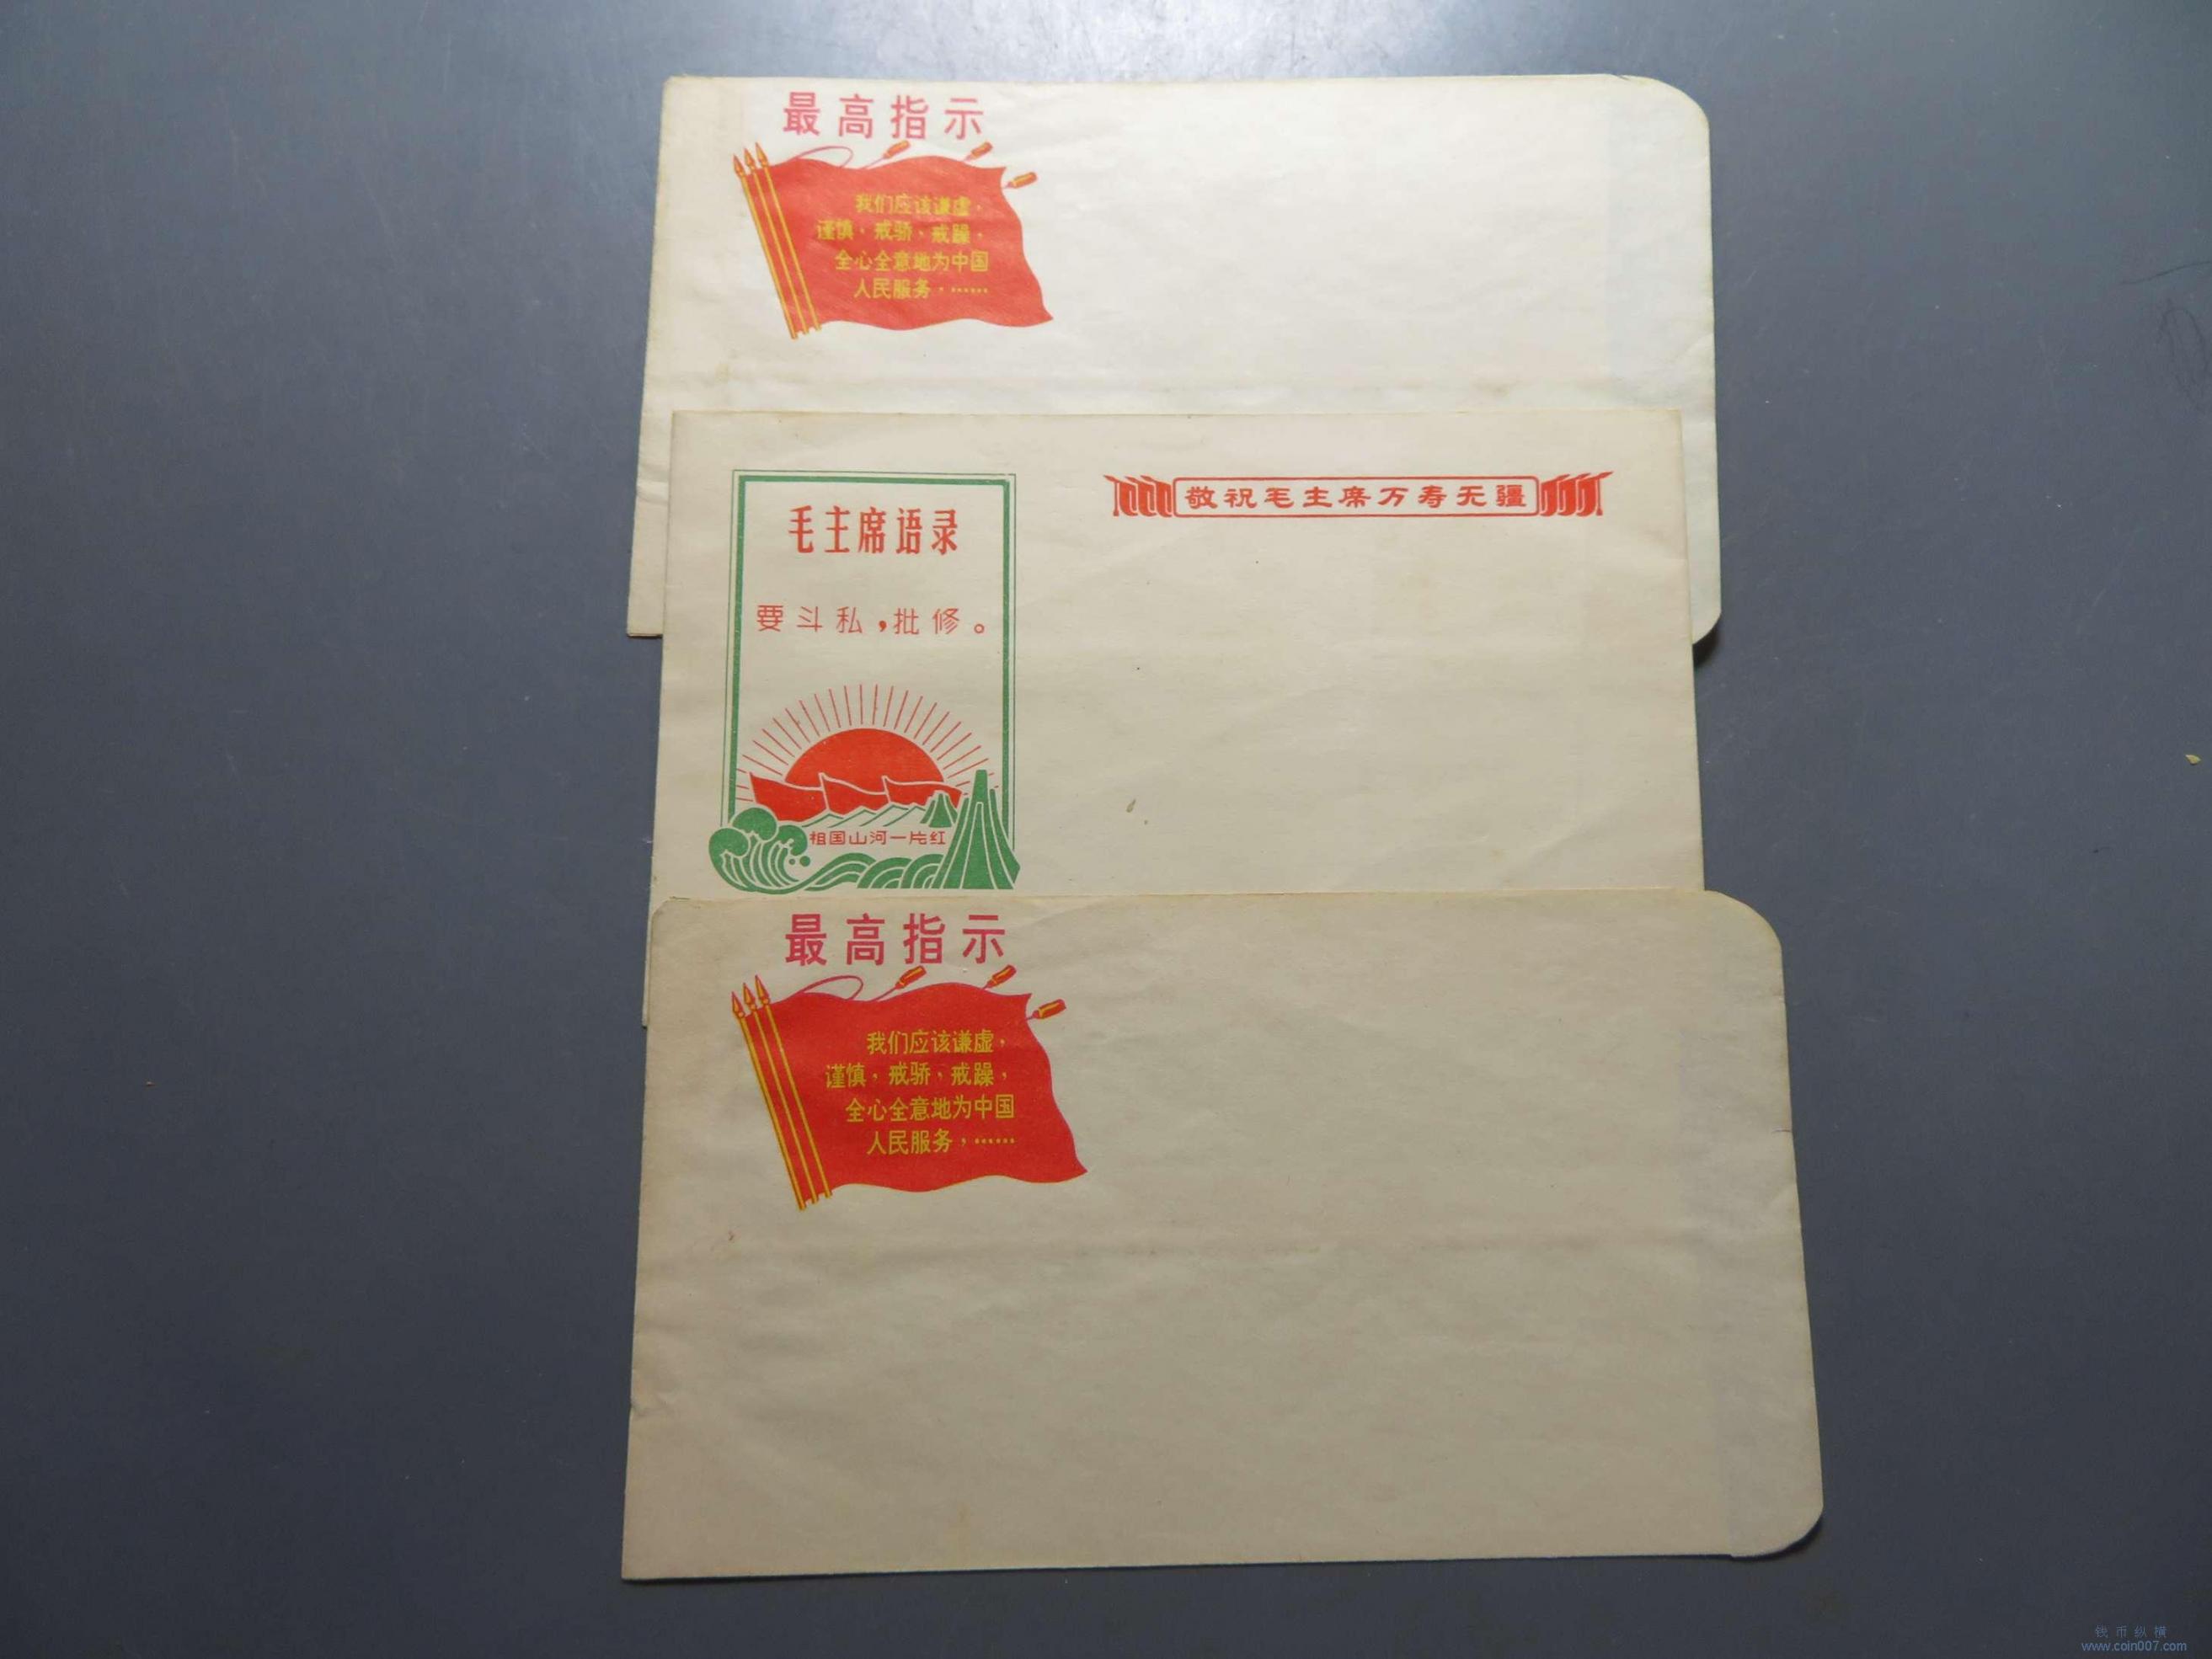 最高指示
我们应该谦虚，
谨慎、戒骄、戒躁，
全心全意地为中国
人民服务，……
敬祝毛主席万寿无疆
毛主席语录
要斗私，批修。
祖国山河一片红
最高指示
我们应该谦虚，
谨慎，戒骄、戒躁，
全心全意地为中国
人民服务，……
钱币纵横
www.coin007.com